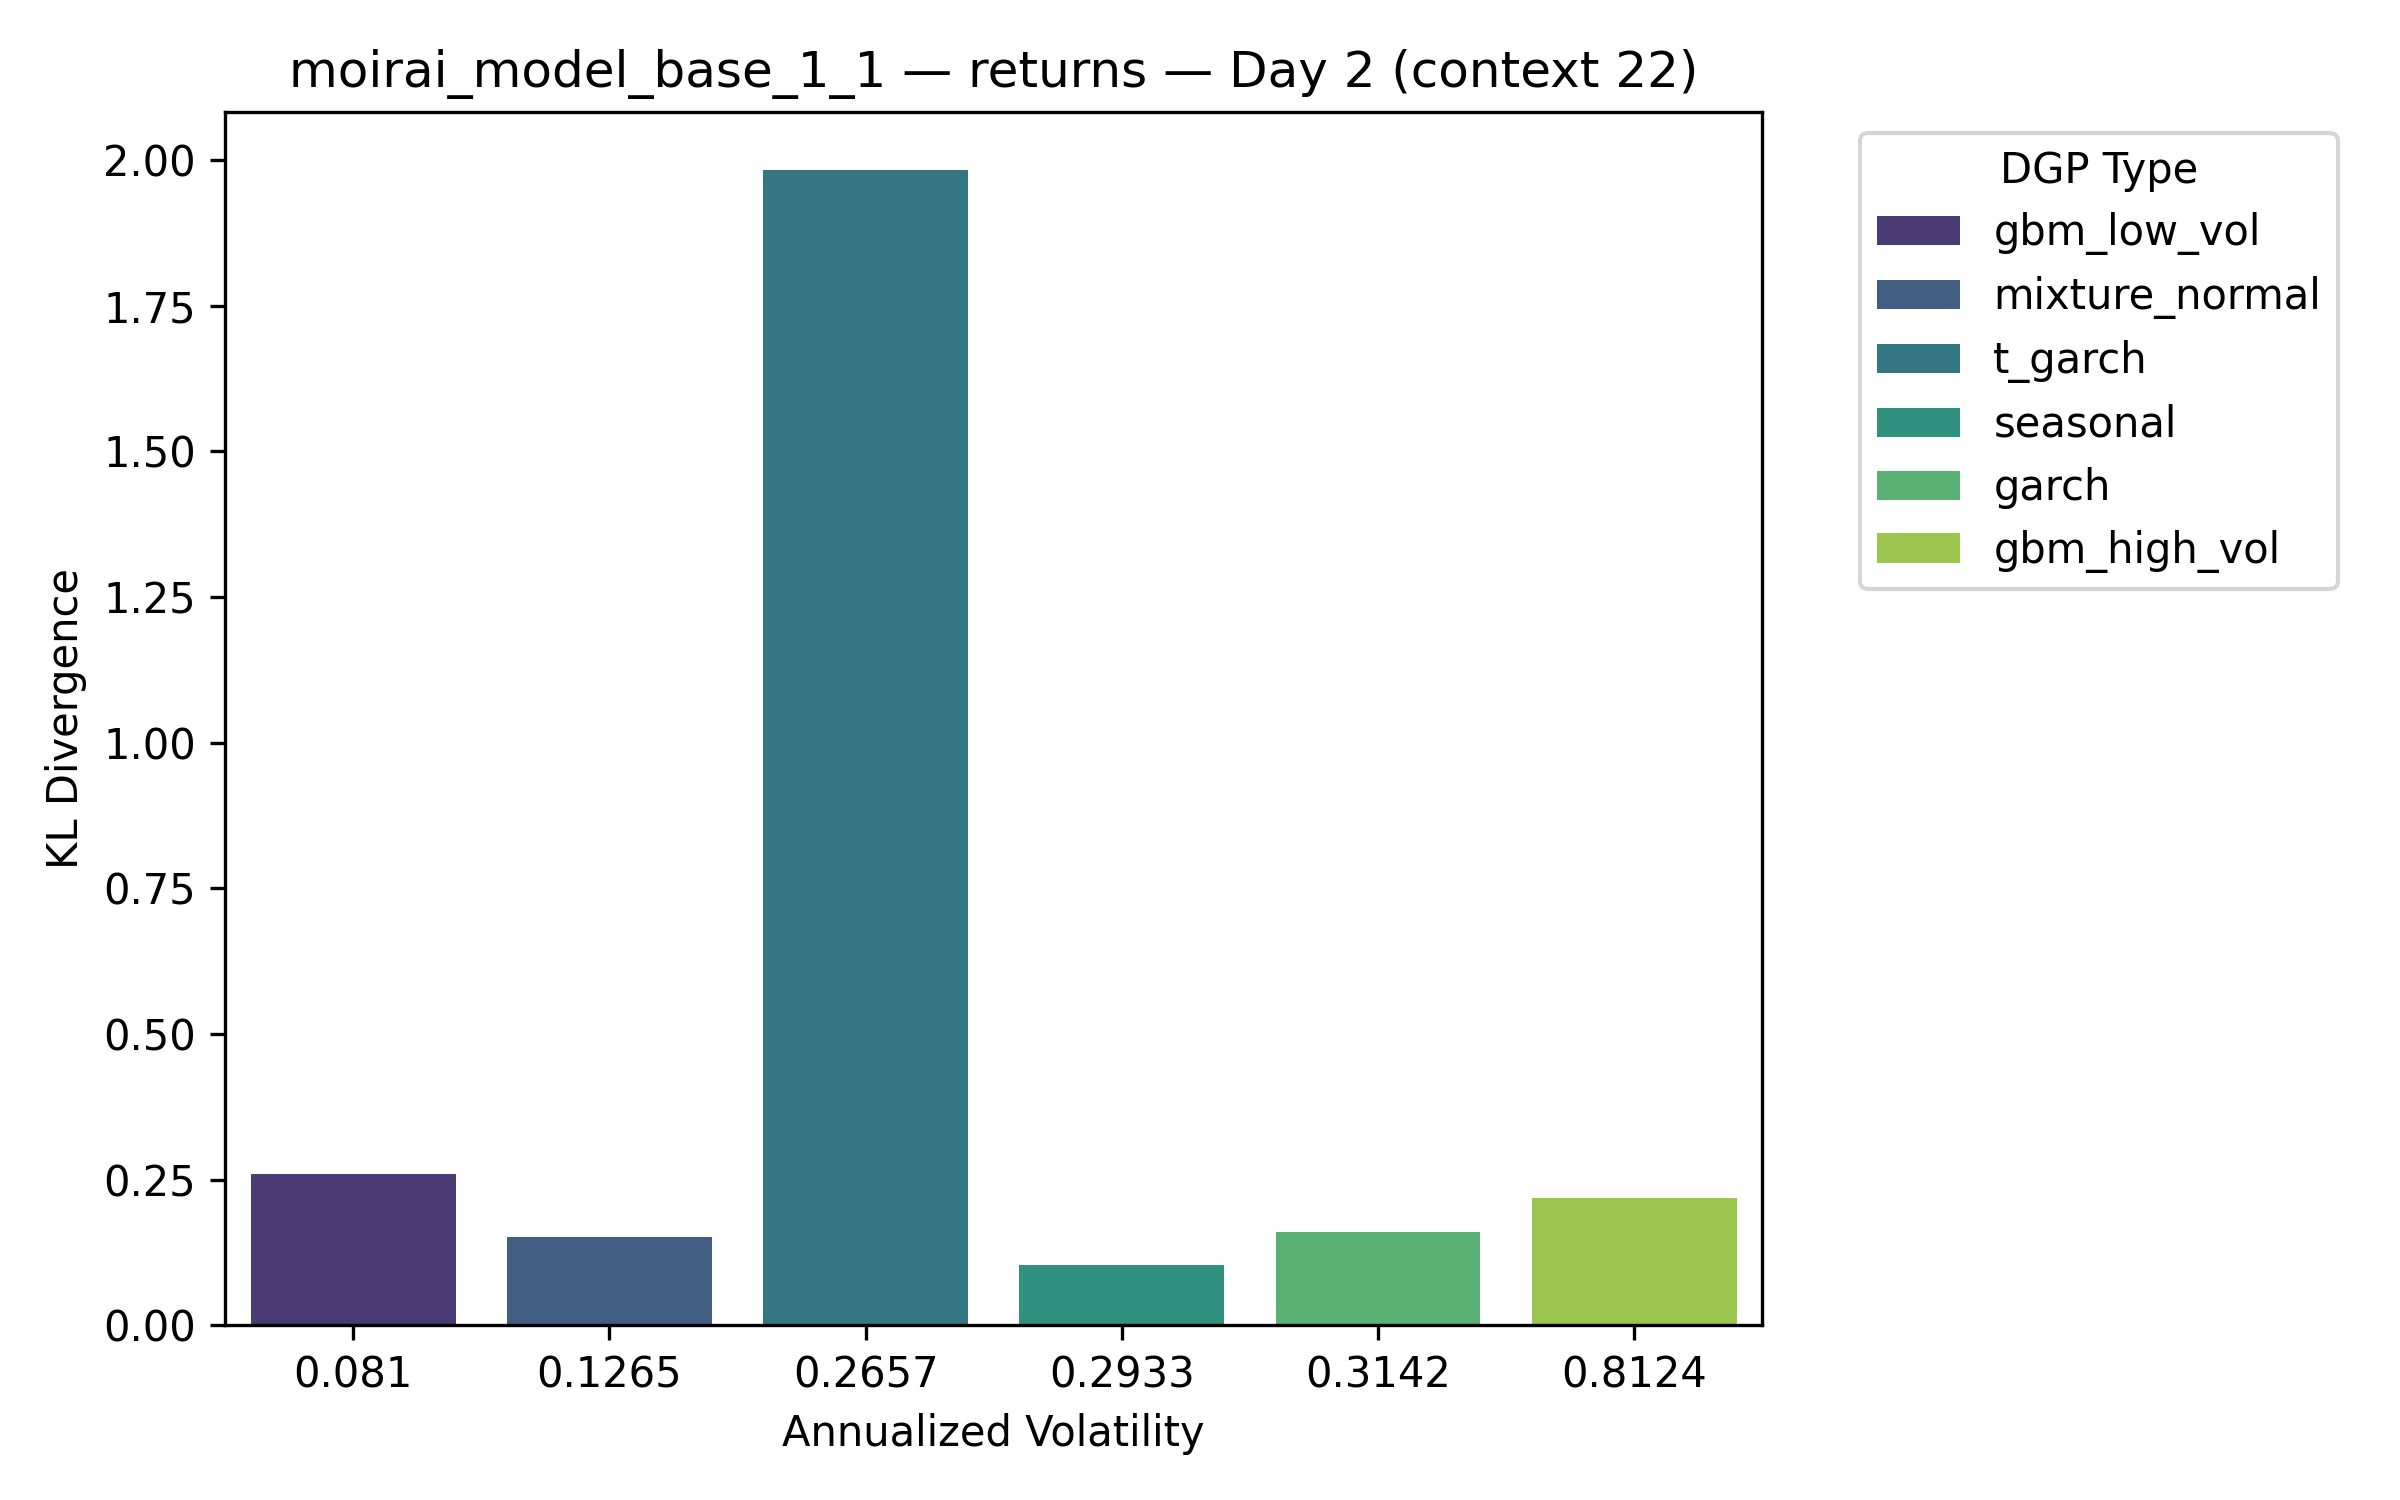 moirai_model_base_1_1 — returns — Day 2 (context 22)
KL Divergence
2.00
1.75
1.50
1.25
1.00
0.75
0.50
0.25
0.00
0.081 0.1265 0.2657 0.2933 0.3142 0.8124
Annualized Volatility
DGP Type
gbm_low_vol
mixture_normal
t_garch
seasonal
garch
gbm_high_vol